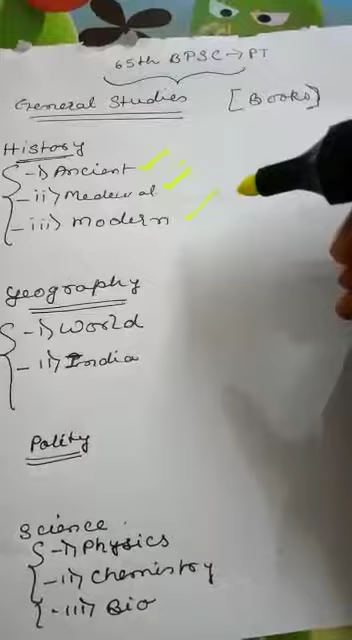 65th BPSC → PT
General Studies [Books]
History
- i) Ancient ✓
- ii) Medeival ✓
- iii) Modern ✓
Geography
- i) World
- ii) India
Polity
Science
- i) Physics
- ii) Chemistry
- iii) Bio